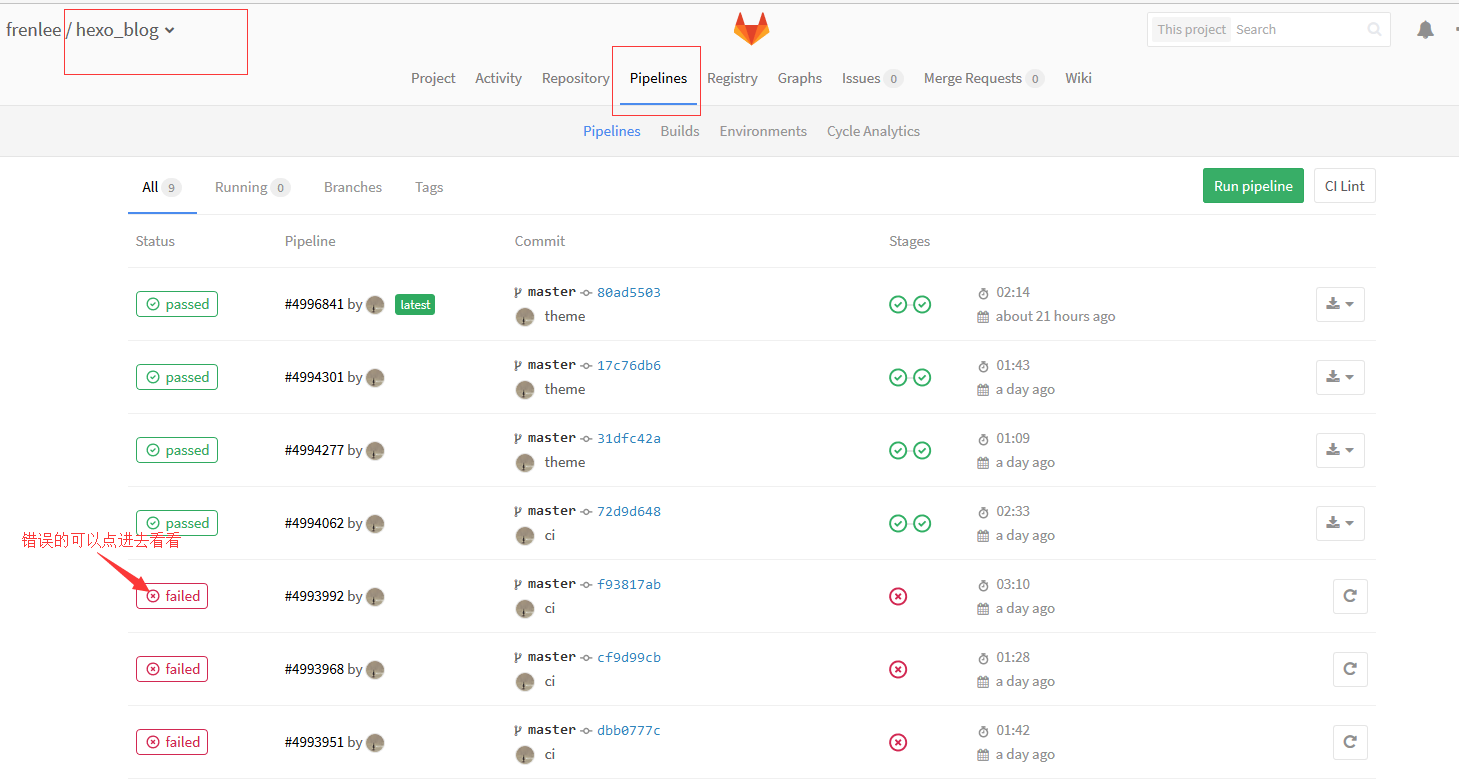 frenlee / hexo_blog
This project Search
Project Activity Repository Pipelines Registry Graphs Issues 0 Merge Requests 0 Wiki
Pipelines Builds Environments Cycle Analytics
All 9 Running 0 Branches Tags
Run pipeline CI Lint
Status Pipeline Commit Stages
passed #4996841 by latest master 80ad5503 02:14
theme about 21 hours ago
passed #4994301 by master 17c76db6 01:43
theme a day ago
passed #4994277 by master 31dfc42a 01:09
theme a day ago
passed #4994062 by master 72d9d648 02:33
ci a day ago
错误的可以点进去看看
failed #4993992 by master f93817ab 03:10
ci a day ago
failed #4993968 by master cf9d99cb 01:28
ci a day ago
failed #4993951 by master dbb0777c 01:42
ci a day ago